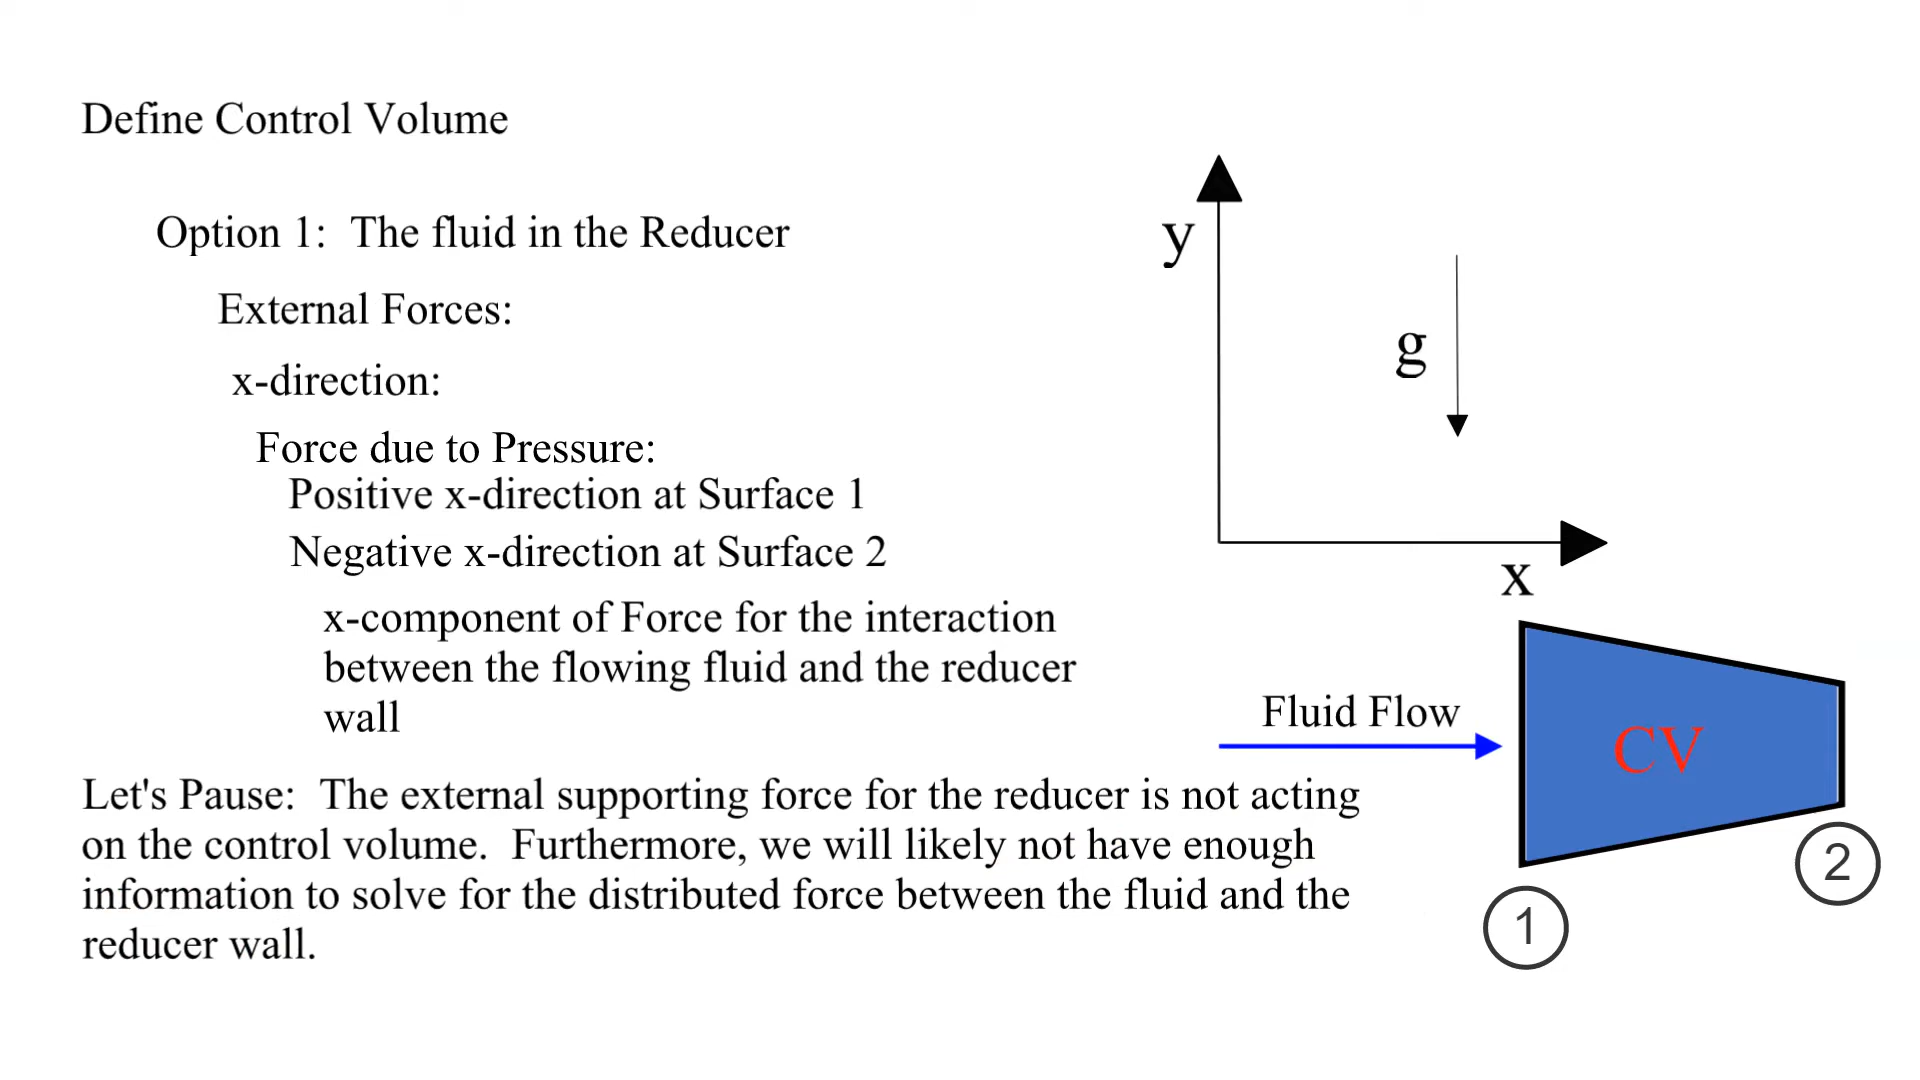 Define Control Volume
Option 1: The fluid in the Reducer
External Forces:
x-direction:
Force due to Pressure:
Positive x-direction at Surface 1
Negative x-direction at Surface 2
x-component of Force for the interaction
between the flowing fluid and the reducer
wall
Let's Pause: The external supporting force for the reducer is not acting
on the control volume. Furthermore, we will likely not have enough
information to solve for the distributed force between the fluid and the
reducer wall.
y
g
x
Fluid Flow
CV
1
2